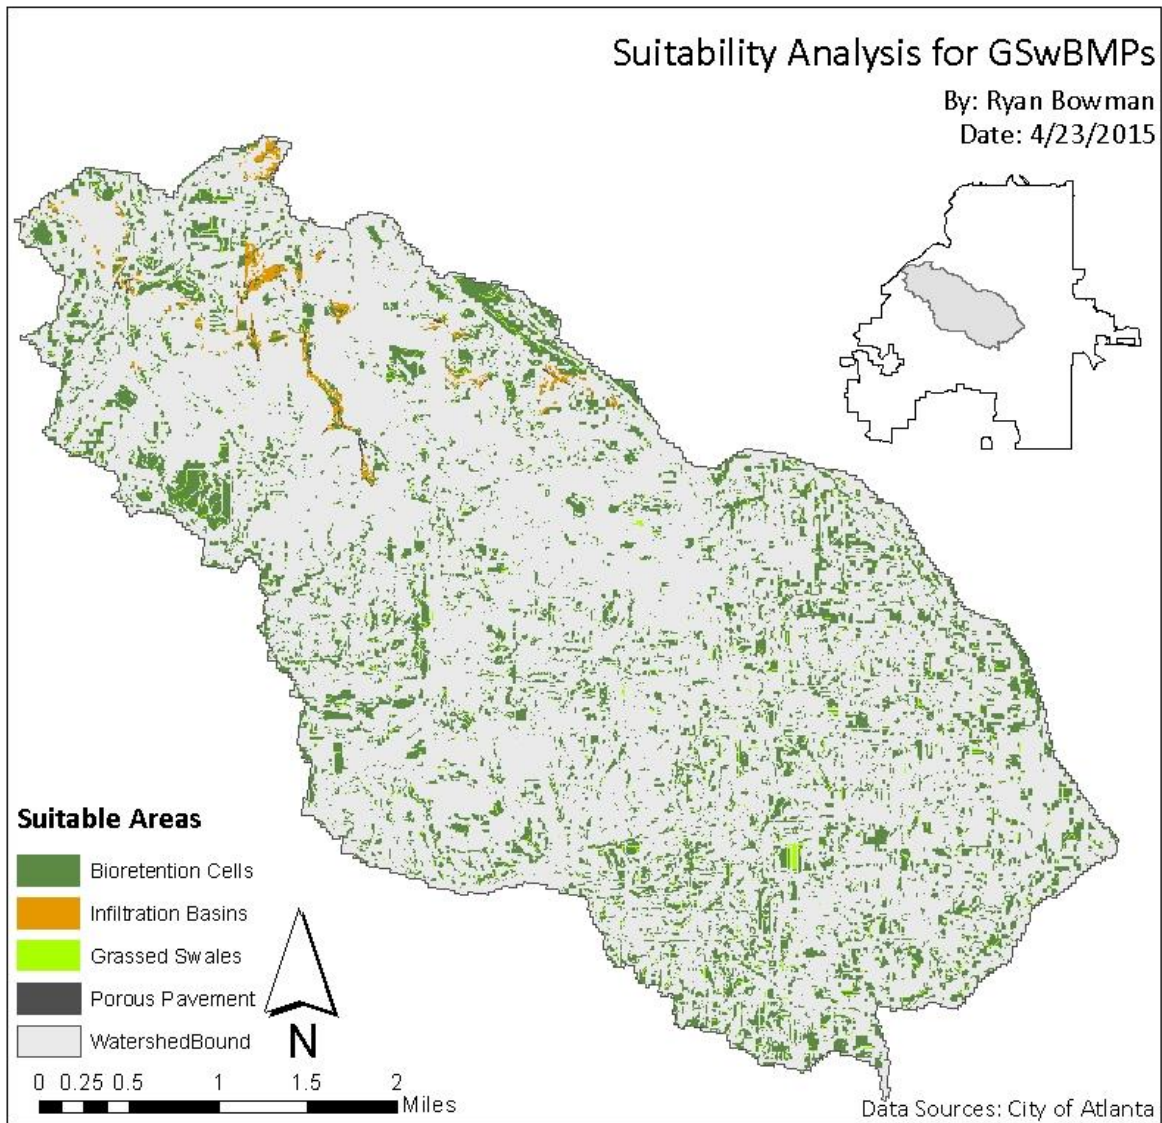 Suitability Analysis for GSwBMPs
By: Ryan Bowman
Date: 4/23/2015
Suitable Areas
Bioretention Cells
Infiltration Basins
Grassed Swales
Porous Pavement
WatershedBound
N
0 0.25 0.5 1 1.5 2
Miles
Data Sources: City of Atlanta